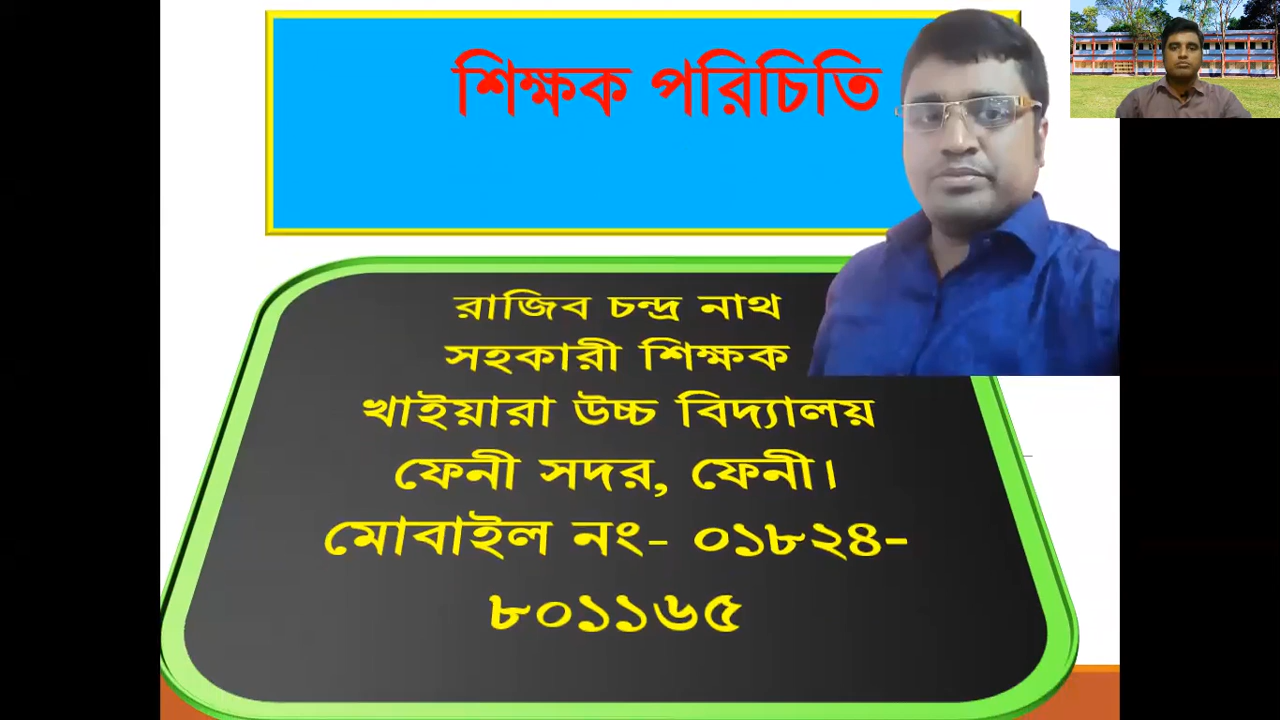 শিক্ষক পরিচিতি
রাজিব চন্দ্র নাথ
সহকারী শিক্ষক
খাইয়ারা উচ্চ বিদ্যালয়
ফেনী সদর, ফেনী।
মোবাইল নং- ০১৮২৪-
৮০১১৬৫